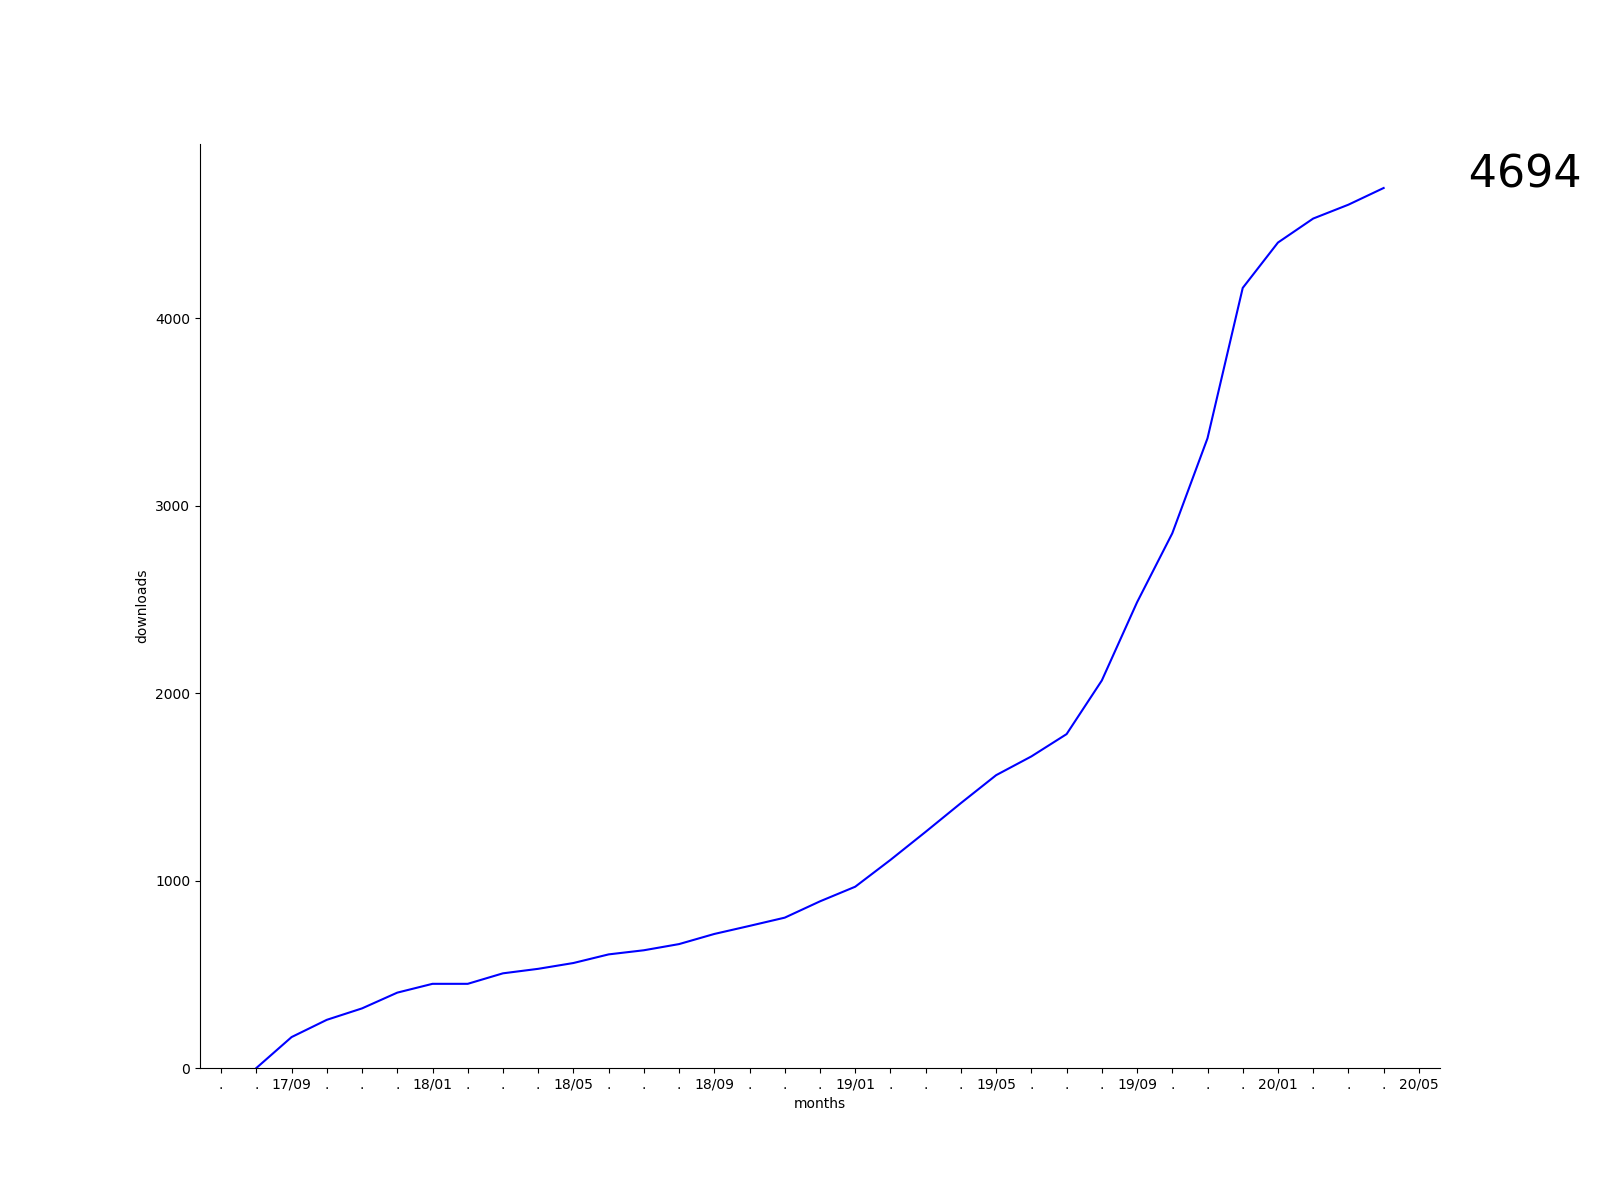 4694
4000
3000
2000
1000
0
downloads
. . 17/09 . . . 18/01 . . . 18/05 . . . 18/09 . . . 19/01 . . . 19/05 . . . 19/09 . . . 20/01 . . . 20/05
months